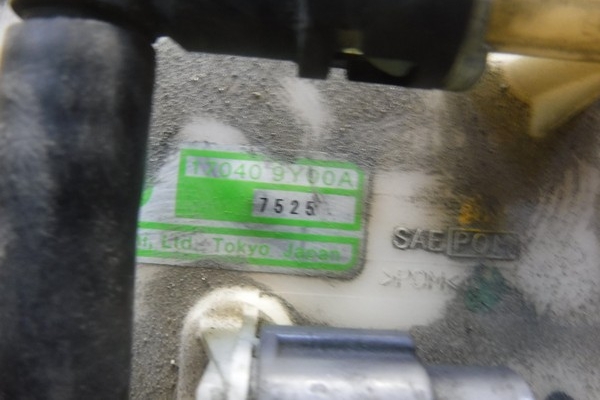 17040 9Y00A
7525
Ltd. Tokyo Japan
SAE POM
>POM<